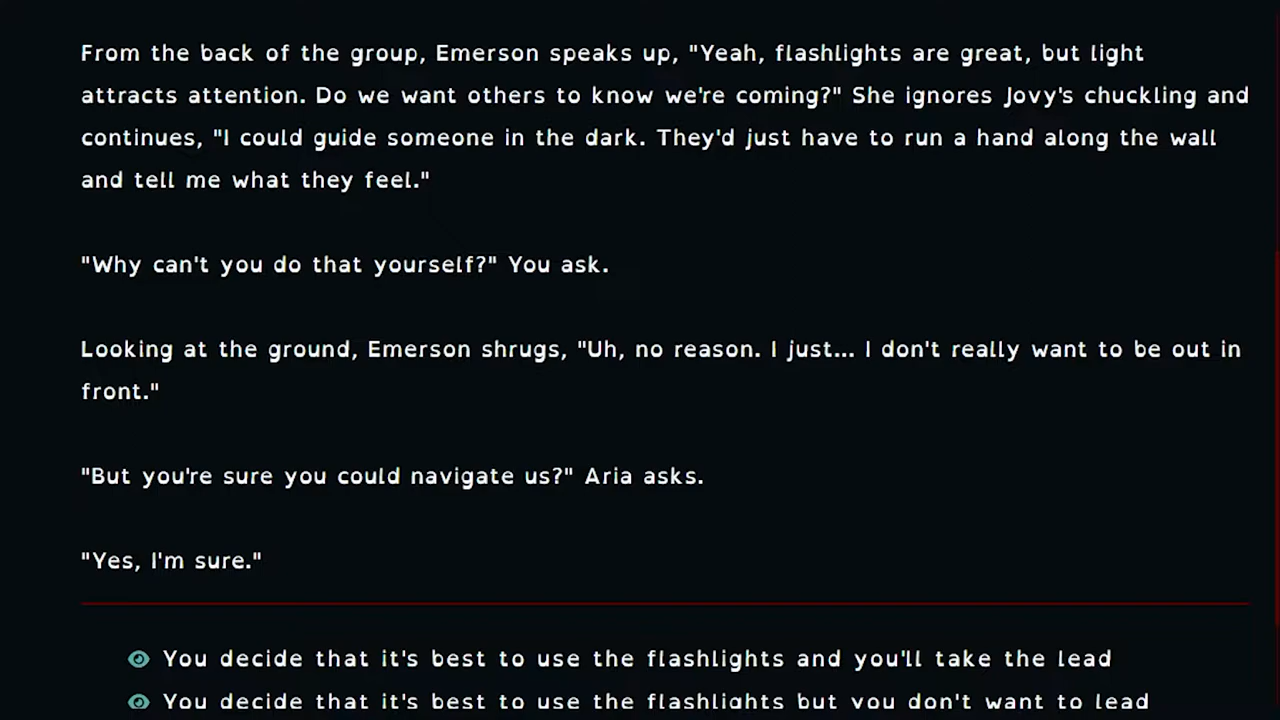 From the back of the group, Emerson speaks up, "Yeah, flashlights are great, but light
attracts attention. Do we want others to know we're coming?" She ignores Jovy's chuckling and
continues, "I could guide someone in the dark. They'd just have to run a hand along the wall
and tell me what they feel."
"Why can't you do that yourself?" You ask.
Looking at the ground, Emerson shrugs, "Uh, no reason. I just... I don't really want to be out in
front."
"But you're sure you could navigate us?" Aria asks.
"Yes, I'm sure."
You decide that it's best to use the flashlights and you'll take the lead
You decide that it's best to use the flashlights but you don't want to lead